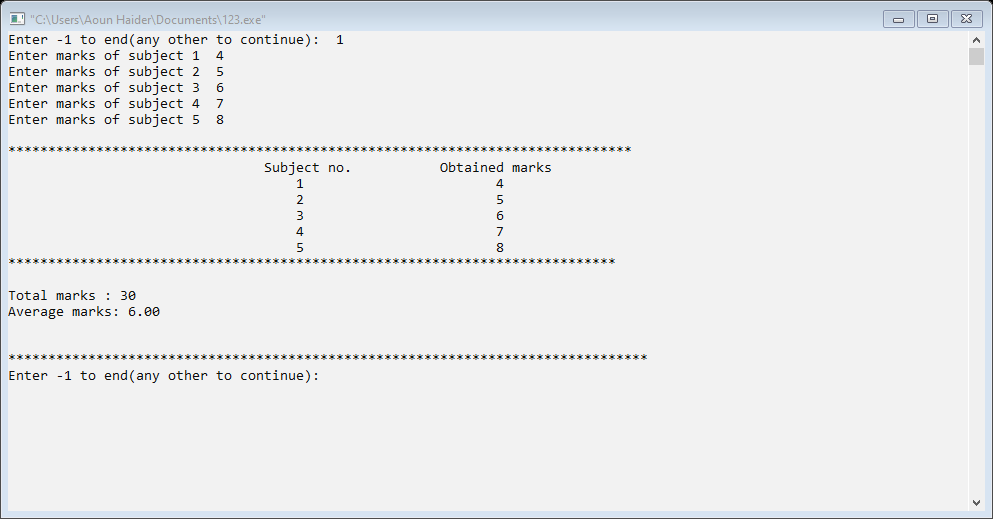 "C:\Users\Aoun Haider\Documents\123.exe"
Enter -1 to end(any other to continue):  1
Enter marks of subject 1  4
Enter marks of subject 2  5
Enter marks of subject 3  6
Enter marks of subject 4  7
Enter marks of subject 5  8
******************************************************************************
Subject no.           Obtained marks
1                        4
2                        5
3                        6
4                        7
5                        8
****************************************************************************
Total marks : 30
Average marks: 6.00
********************************************************************************
Enter -1 to end(any other to continue):